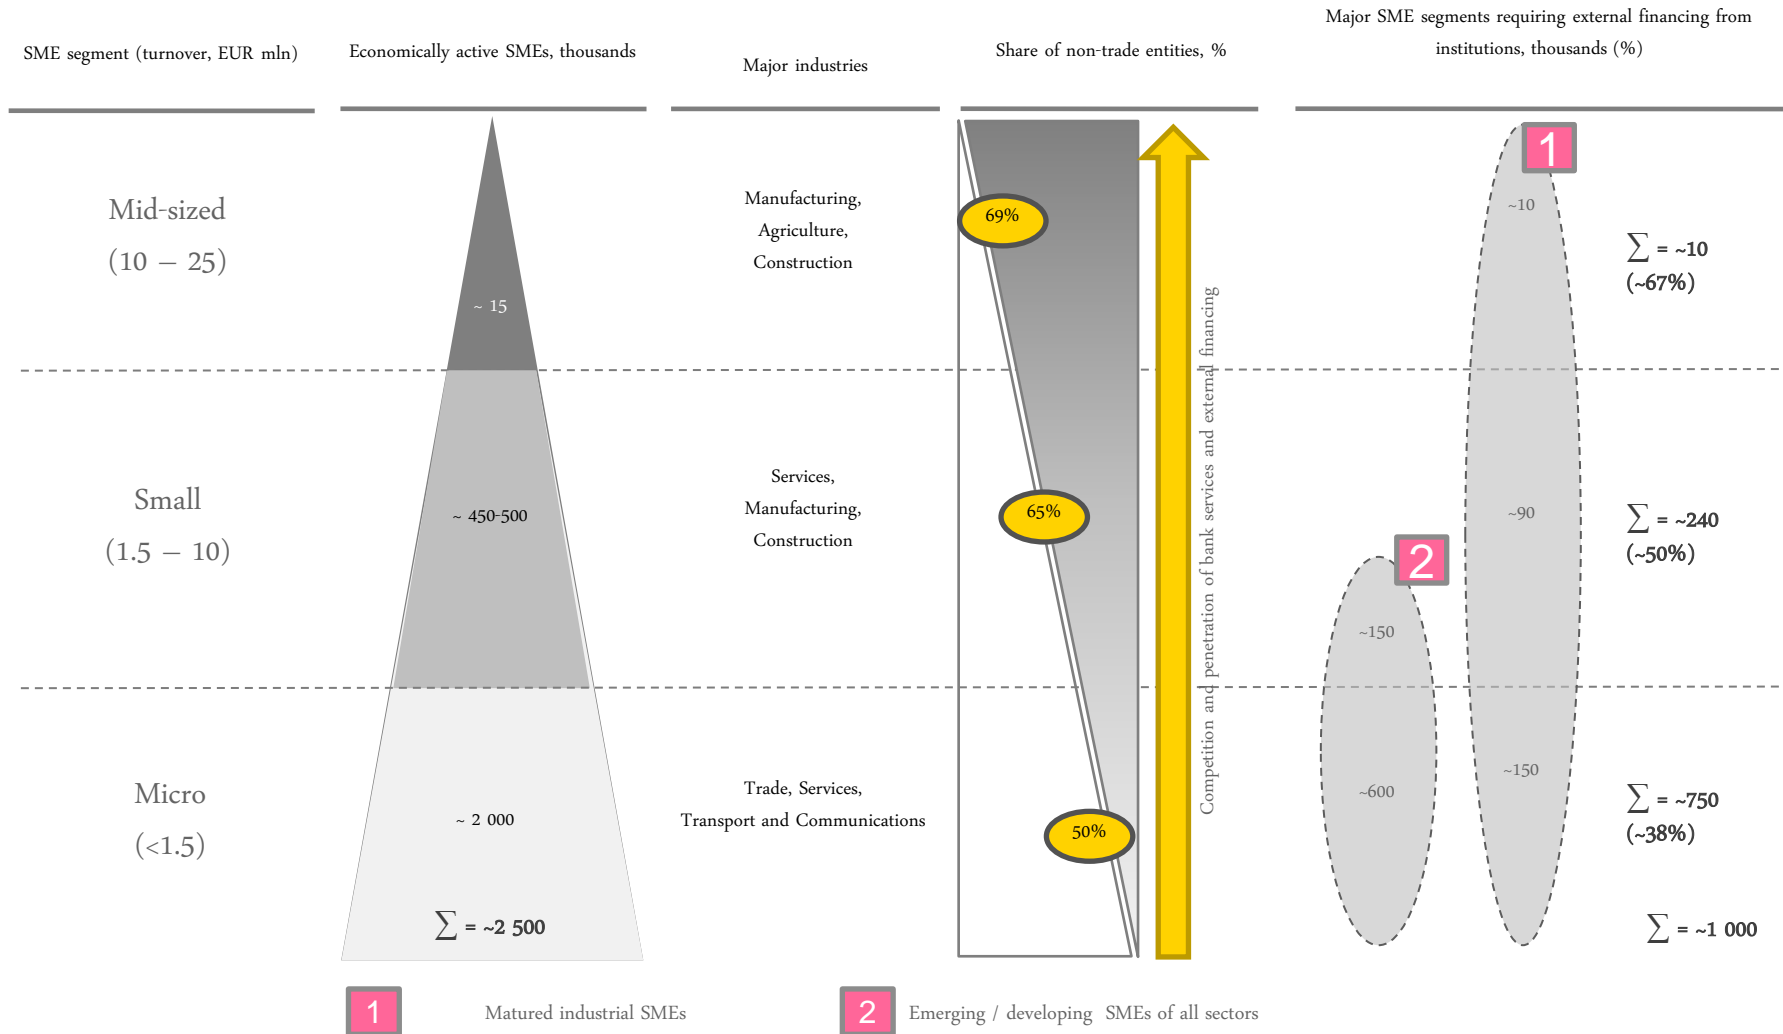 SME segment (turnover, EUR mln)
Economically active SMEs, thousands
Major industries
Share of non-trade entities, %
Major SME segments requiring external financing from
institutions, thousands (%)
Mid-sized
(10 – 25)
~ 15
Manufacturing,
Agriculture,
Construction
69%
1
~10
∑ = ~10
(~67%)
Small
(1.5 – 10)
~ 450-500
Services,
Manufacturing,
Construction
65%
Competition and penetration of bank services and external financing
2
~150
~90
∑ = ~240
(~50%)
Micro
(<1.5)
~ 2 000
∑ = ~2 500
Trade, Services,
Transport and Communications
50%
~600
~150
∑ = ~750
(~38%)
∑ = ~1 000
1 Matured industrial SMEs
2 Emerging / developing SMEs of all sectors